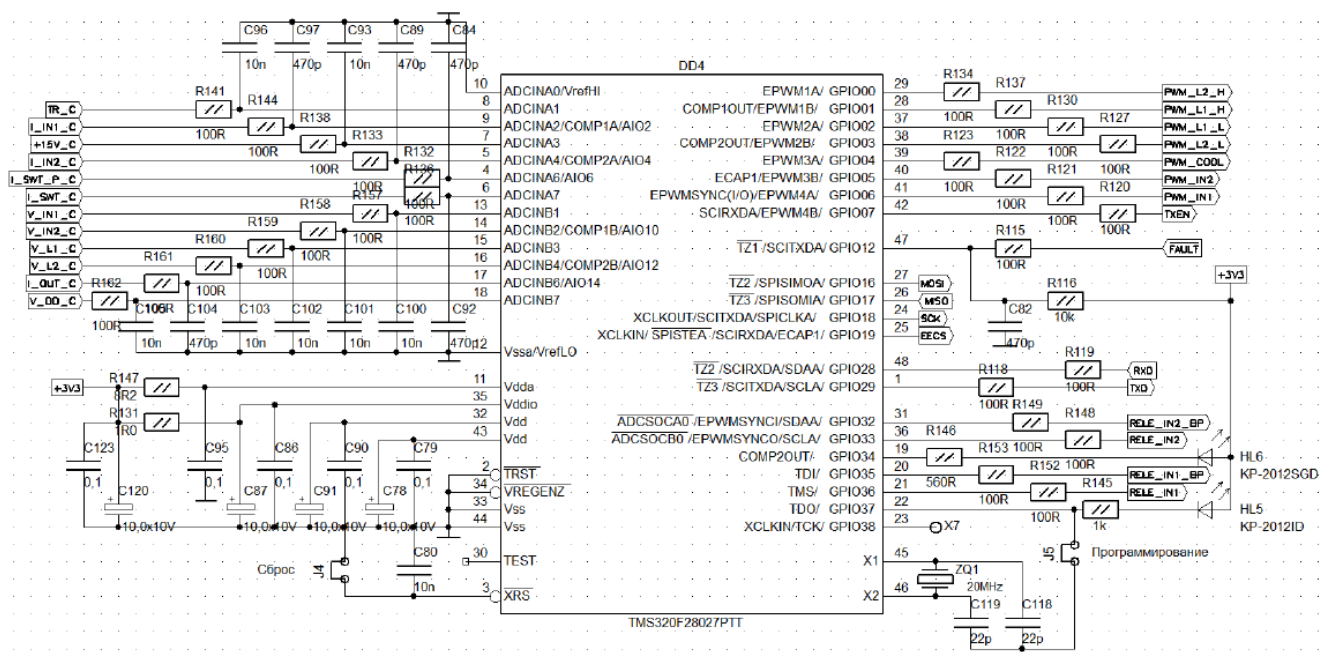 C96 C97 C93 C89 C84
10n 470p 10n 470p 470p
DD4
TMS320F28027PTT
TR_C R141 100R 8 ADCINA1
10 ADCINA0/VrefHI
I_IN1_C R144 100R 9 ADCINA2/COMP1A/AIO2
+15V_C R138 100R 7 ADCINA3
I_IN2_C R133 100R 5 ADCINA4/COMP2A/AIO4
I_SWT_P_C R132 100R 4 ADCINA6/AIO6
I_SWT_C R136 100R 6 ADCINA7
V_IN1_C R157 100R 13 ADCINB1
V_IN2_C R158 100R 14 ADCINB2/COMP1B/AIO10
V_L1_C R159 100R 15 ADCINB3
V_L2_C R160 100R 16 ADCINB4/COMP2B/AIO12
I_OUT_C R161 17 ADCINB6/AIO14
R162 100R 18 ADCINB7
C104 C103 C102 C101 C100 C92
10n 470p 10n 10n 10n 10n 470p
12 Vssa/VrefLO
+3V3 R147 8R2 11 Vdda
35 Vddio
R131 1R0 32 Vdd
43 Vdd
C123 0,1 C95 0,1 C86 0,1 C90 0,1 C79 0,1
C120 10,0x10V C87 10,0x10V C91 10,0x10V C78 10,0x10V
2 TRST
34 VREGENZ
33 Vss
44 Vss
Сброс J4 C80 10n
30 TEST
3 XRS
EPWM1A/ GPIO00 29 R134 100R PWM_L2_H
COMP1OUT/EPWM1B/ GPIO01 28 R137 100R PWM_L1_H
EPWM2A/ GPIO02 37 R130 100R PWM_L1_L
COMP2OUT/EPWM2B/ GPIO03 38 R127 100R PWM_L2_L
EPWM3A/ GPIO04 39 R123 100R PWM_COOL
ECAP1/EPWM3B/ GPIO05 40 R122 100R PWM_IN2
EPWMSYNC(I/O)/EPWM4A/ GPIO06 41 R121 100R PWM_IN1
SCIRXDA/EPWM4B/ GPIO07 42 R120 100R TXEN
TZ1 /SCITXDA/ GPIO12 47 R115 100R FAULT
TZ2 /SPISIMOA/ GPIO16 27 MOSI
TZ3 /SPISOMIA/ GPIO17 26 MISO
XCLKOUT/SCITXDA/SPICLKA/ GPIO18 24 SCK
XCLKIN/ SPISTEA /SCIRXDA/ECAP1/ GPIO19 25 EECS
R116 10k +3V3
C82 470p
TZ2 /SCIRXDA/SDAA/ GPIO28 48 R119 100R RXD
TZ3 /SCITXDA/SCLA/ GPIO29 1 R118 100R TXD
ADCSOCA0 /EPWMSYNCI/SDAA/ GPIO32 31 R149 100R RELE_IN2_BP
ADCSOCB0 /EPWMSYNCO/SCLA/ GPIO33 36 R148 100R RELE_IN2
COMP2OUT/ GPIO34 19 R146 560R HL6 KP-2012SGD
TDI/ GPIO35 20 R153 100R RELE_IN1_BP
TMS/ GPIO36 21 R152 100R RELE_IN1
TDO/ GPIO37 22 R145 1k HL5 KP-2012ID
XCLKIN/TCK/ GPIO38 23 X7
J5 Программирование
X1 45 ZQ1 20MHz
X2 46 C119 22p C118 22p